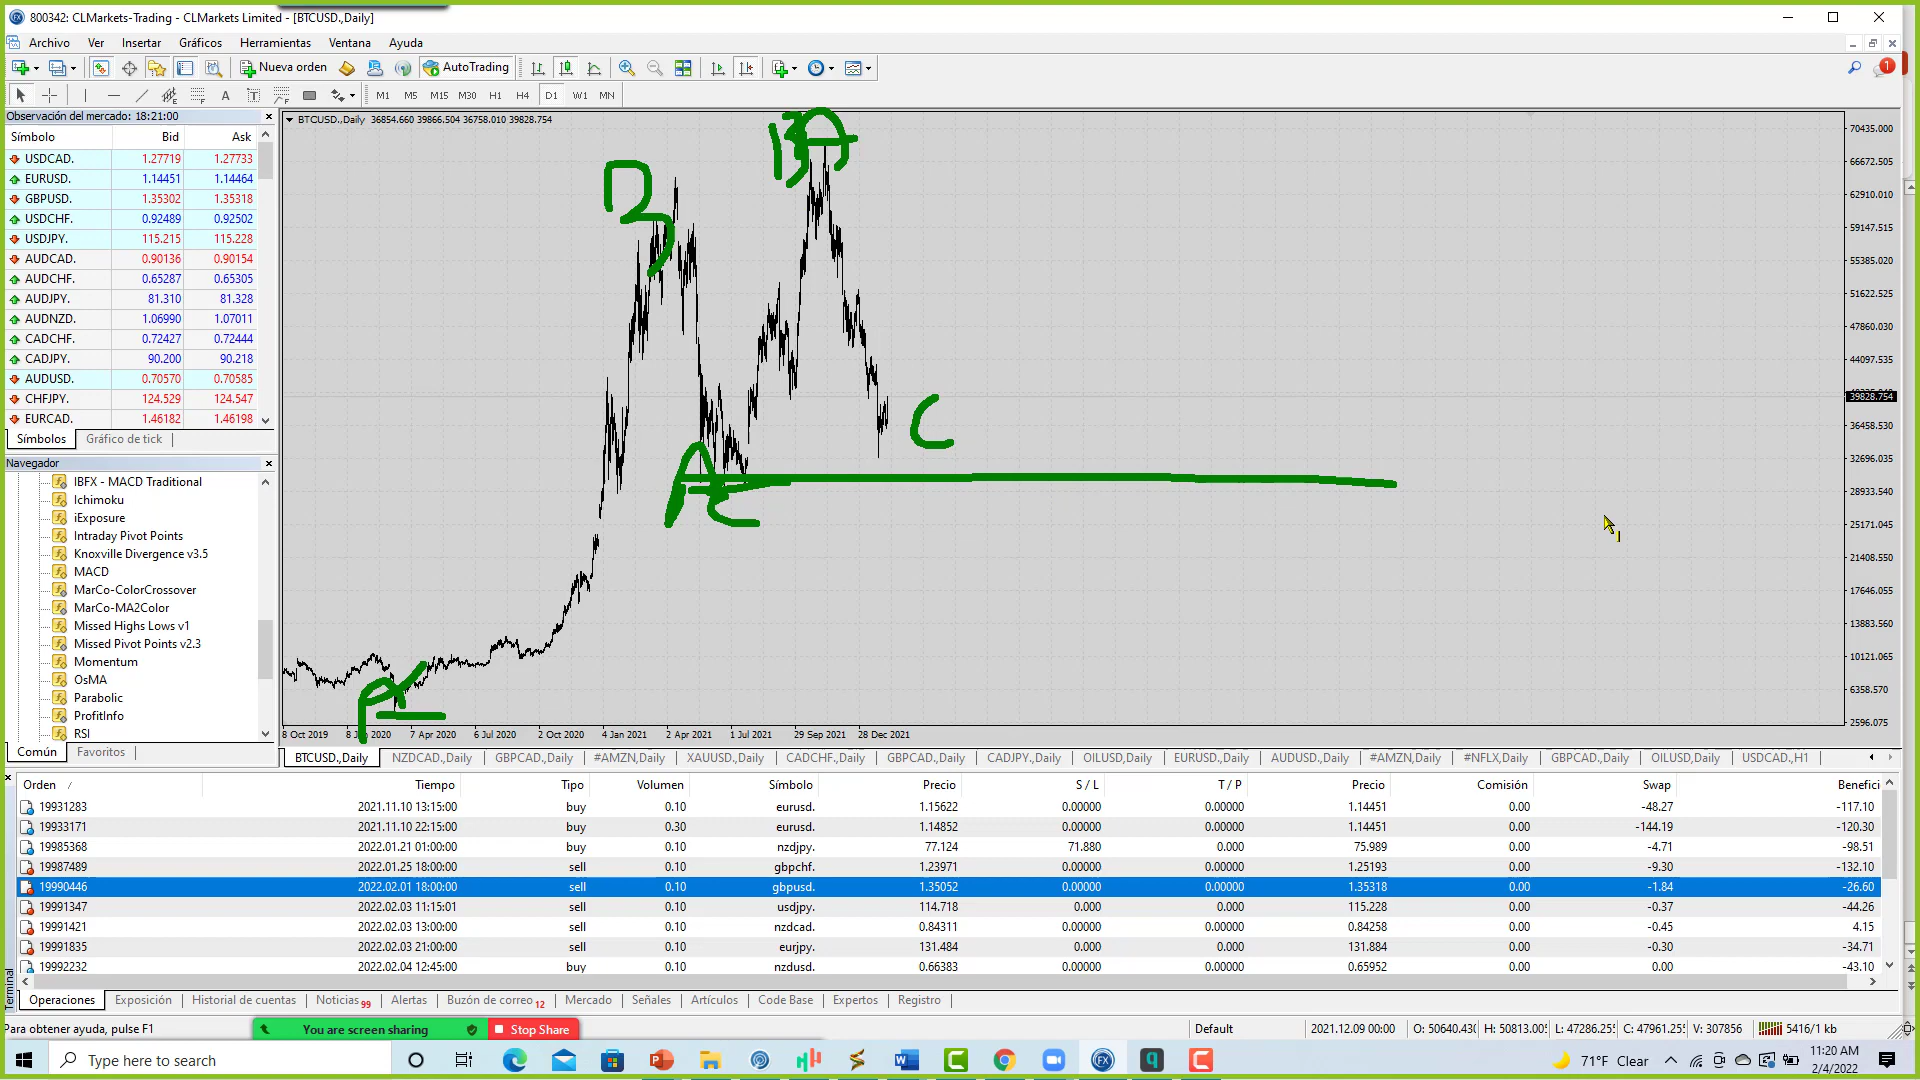 800342: CLMarkets-Trading - CLMarkets Limited - [BTCUSD.,Daily]
Archivo Ver Insertar Gráficos Herramientas Ventana Ayuda
Nueva orden AutoTrading 1
A T M1 M5 M15 M30 H1 H4 D1 W1 MN
Observación del mercado: 18:21:00
Símbolo Bid Ask
USDCAD. 1.27719 1.27733
EURUSD. 1.14451 1.14464
GBPUSD. 1.35302 1.35318
USDCHF. 0.92489 0.92502
USDJPY. 115.215 115.228
AUDCAD. 0.90136 0.90154
AUDCHF. 0.65287 0.65305
AUDJPY. 81.310 81.328
AUDNZD. 1.06990 1.07011
CADCHF. 0.72427 0.72444
CADJPY. 90.200 90.218
AUDUSD. 0.70570 0.70585
CHFJPY. 124.529 124.547
EURCAD. 1.46182 1.46198
Símbolos Gráfico de tick
Navegador
IBFX - MACD Traditional
Ichimoku
iExposure
Intraday Pivot Points
Knoxville Divergence v3.5
MACD
MarCo-ColorCrossover
MarCo-MA2Color
Missed Highs Lows v1
Missed Pivot Points v2.3
Momentum
OsMA
Parabolic
ProfitInfo
RSI
Común Favoritos
BTCUSD.,Daily 36854.660 39866.504 36758.010 39828.754
B A
B
C
A
C
70435.000
66672.505
62910.010
59147.515
55385.020
51622.525
47860.030
44097.535
39828.754
36458.530
32696.035
28933.540
25171.045
21408.550
17646.055
13883.560
10121.065
6358.570
2596.075
8 Oct 2019 8 Jan 2020 7 Apr 2020 6 Jul 2020 2 Oct 2020 4 Jan 2021 2 Apr 2021 1 Jul 2021 29 Sep 2021 28 Dec 2021
BTCUSD.,Daily NZDCAD.,Daily GBPCAD.,Daily #AMZN,Daily XAUUSD.,Daily CADCHF.,Daily GBPCAD.,Daily CADJPY.,Daily OILUSD,Daily EURUSD.,Daily AUDUSD.,Daily #AMZN,Daily #NFLX,Daily GBPCAD.,Daily OILUSD,Daily USDCAD.,H1
Orden / Tiempo Tipo Volumen Símbolo Precio S / L T / P Precio Comisión Swap Benefici
19931283 2021.11.10 13:15:00 buy 0.10 eurusd. 1.15622 0.00000 0.00000 1.14451 0.00 -48.27 -117.10
19933171 2021.11.10 22:15:00 buy 0.30 eurusd. 1.14852 0.00000 0.00000 1.14451 0.00 -144.19 -120.30
19985368 2022.01.21 01:00:00 buy 0.10 nzdjpy. 77.124 71.880 0.000 75.989 0.00 -4.71 -98.51
19987489 2022.01.25 18:00:00 sell 0.10 gbpchf. 1.23971 0.00000 0.00000 1.25193 0.00 -9.30 -132.10
19990446 2022.02.01 18:00:00 sell 0.10 gbpusd. 1.35052 0.00000 0.00000 1.35318 0.00 -1.84 -26.60
19991347 2022.02.03 11:15:01 sell 0.10 usdjpy. 114.718 0.000 0.000 115.228 0.00 -0.37 -44.26
19991421 2022.02.03 13:00:00 sell 0.10 nzdcad. 0.84311 0.00000 0.00000 0.84258 0.00 -0.45 4.15
19991835 2022.02.03 21:00:00 sell 0.10 eurjpy. 131.484 0.000 0.000 131.884 0.00 -0.30 -34.71
19992232 2022.02.04 12:45:00 buy 0.10 nzdusd. 0.66383 0.00000 0.00000 0.65952 0.00 0.00 -43.10
Terminal
Operaciones Exposición Historial de cuentas Noticias 99 Alertas Buzón de correo 12 Mercado Señales Artículos Code Base Expertos Registro
Para obtener ayuda, pulse F1 You are screen sharing Stop Share Default 2021.12.09 00:00 O: 50640.430 H: 50813.005 L: 47286.255 C: 47961.255 V: 307856 5416/1 kb
Type here to search 71°F Clear 11:20 AM
2/4/2022